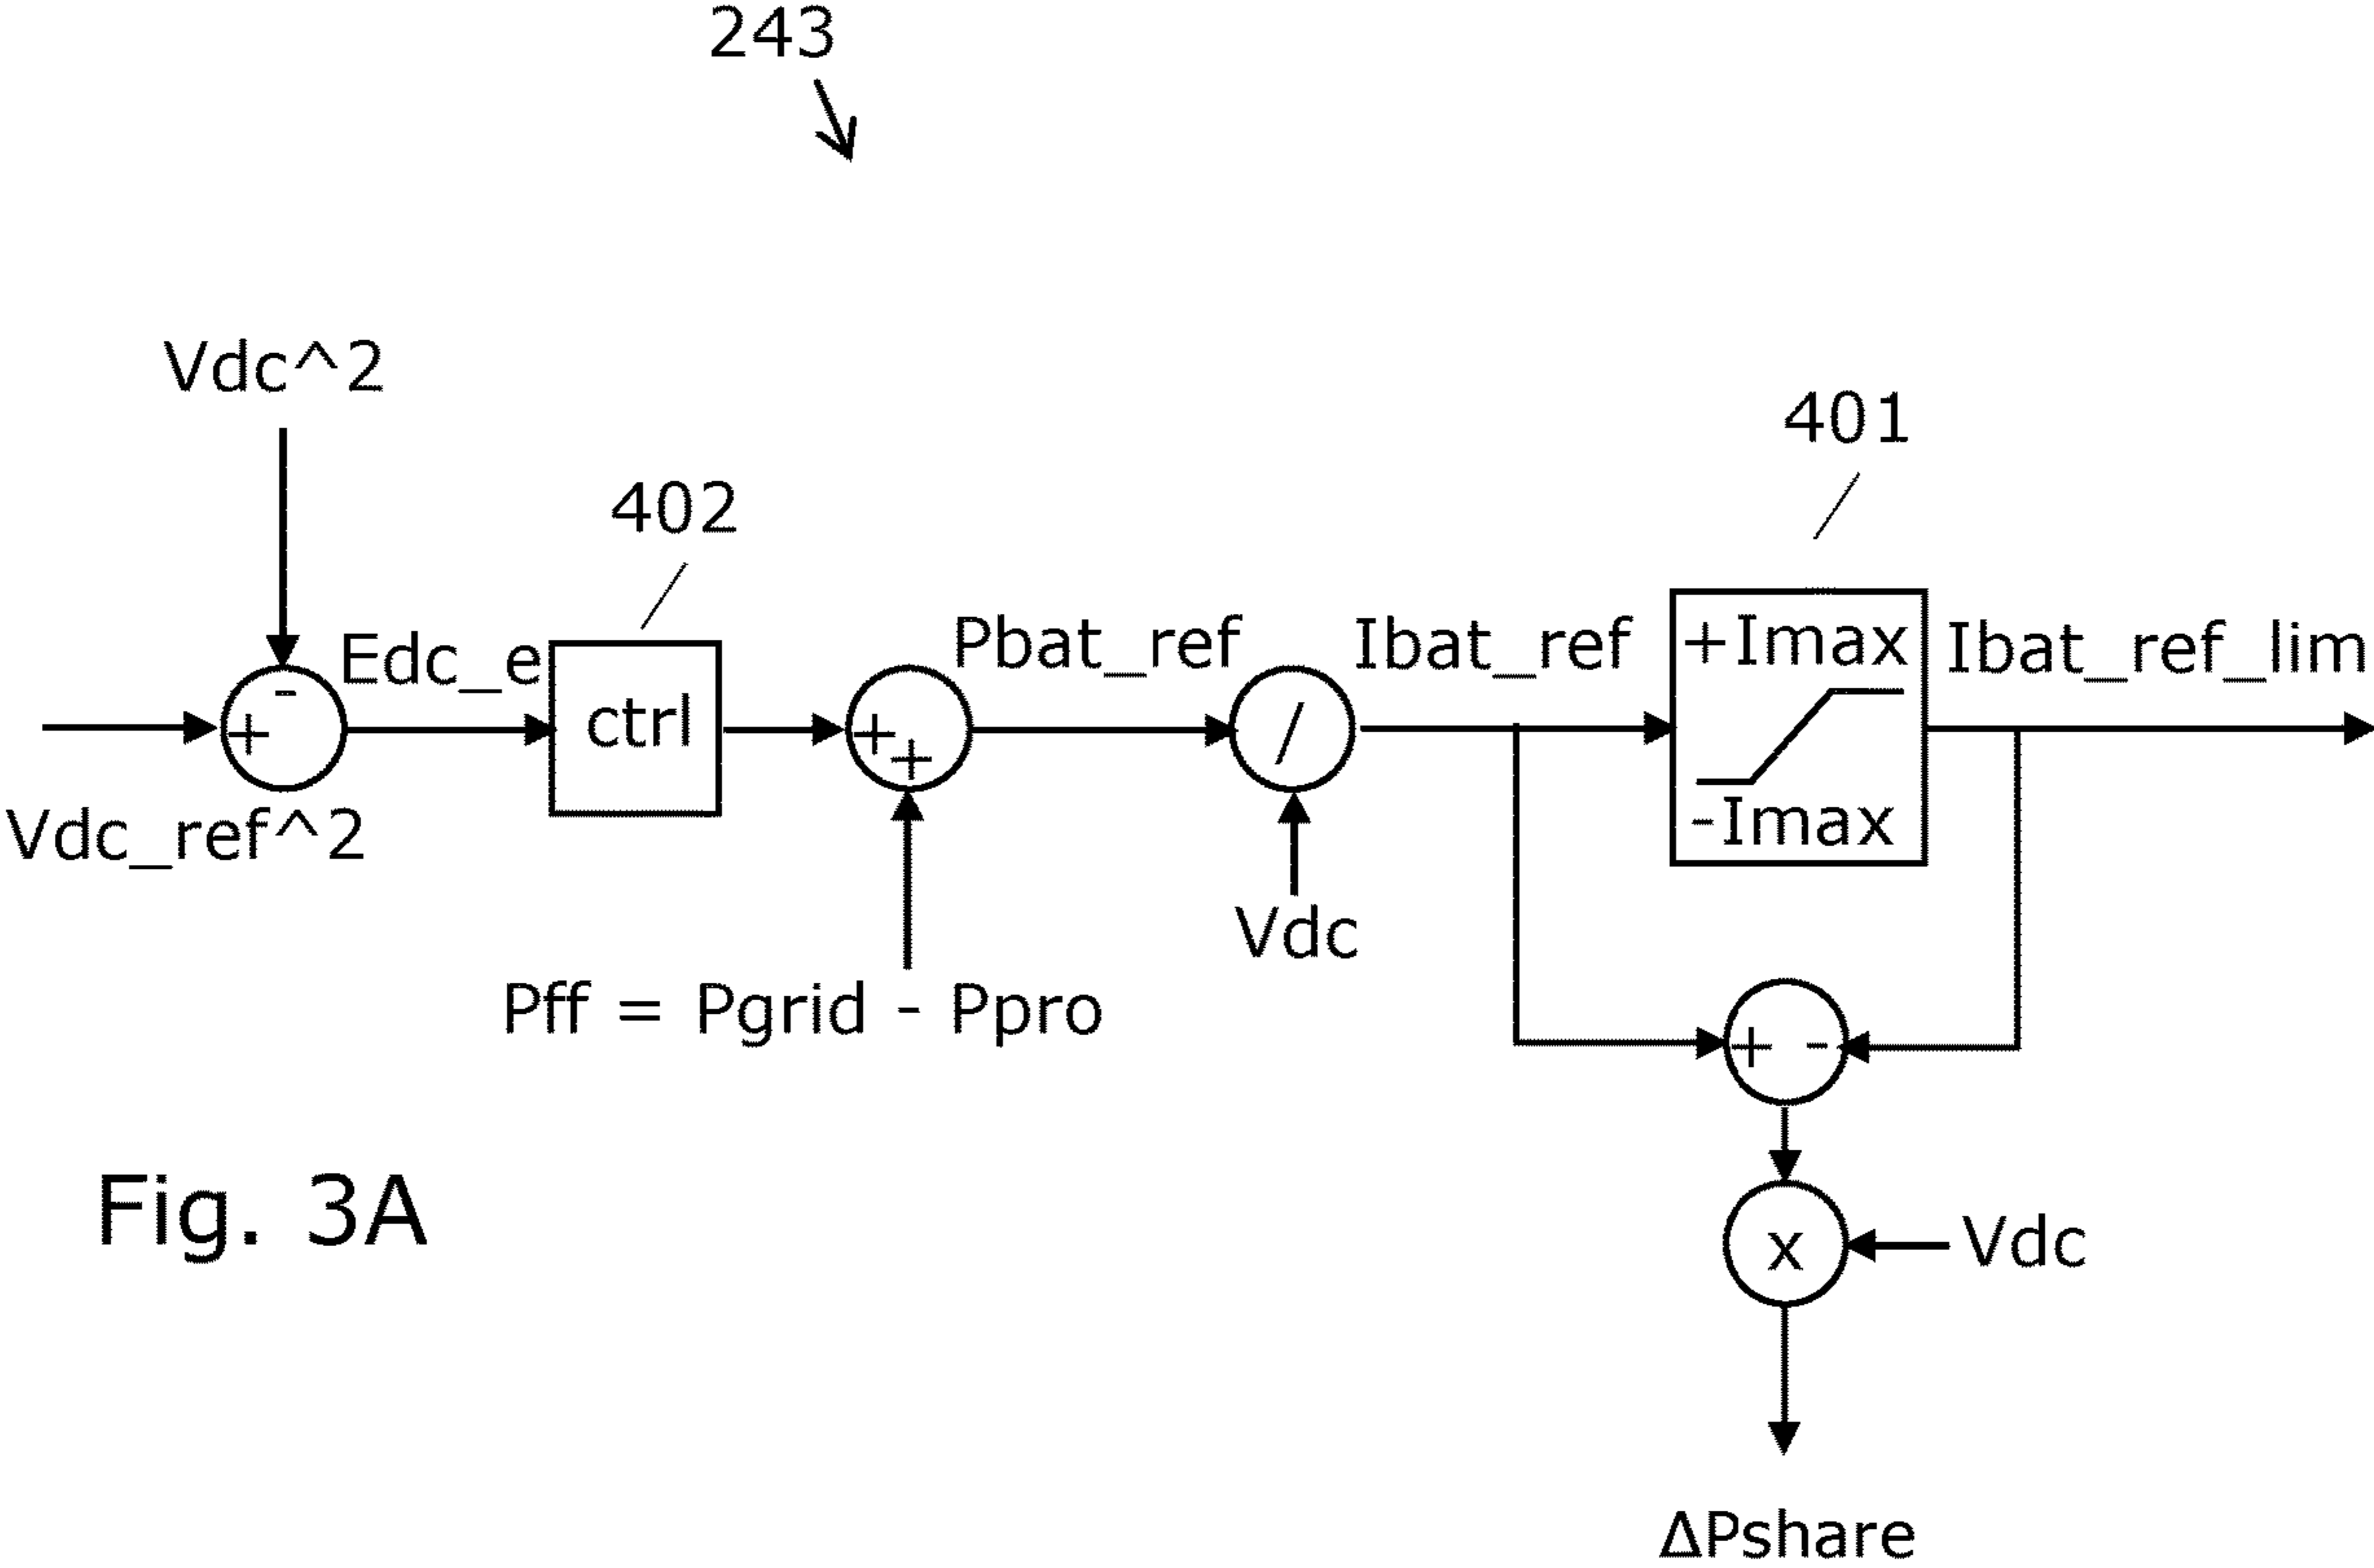 243
Vdc^2
401
402
Edc_e
Pbat_ref
Ibat_ref
+Imax
Ibat_ref_lim
-
+
ctrl
+
+
/
-Imax
Vdc_ref^2
Vdc
Pff = Pgrid - Ppro
+ -
Fig. 3A
x
Vdc
ΔPshare